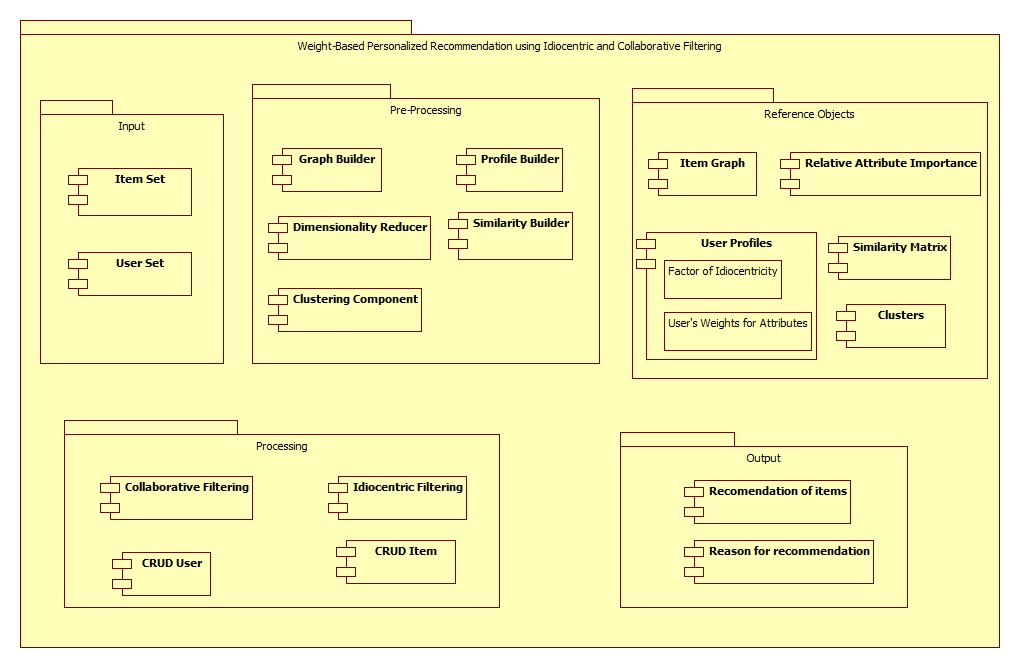 Weight-Based Personalized Recommendation using Idiocentric and Collaborative Filtering
Input
Item Set
User Set
Pre-Processing
Graph Builder
Profile Builder
Dimensionality Reducer
Similarity Builder
Clustering Component
Reference Objects
Item Graph
Relative Attribute Importance
User Profiles
Factor of Idiocentricity
User's Weights for Attributes
Similarity Matrix
Clusters
Processing
Collaborative Filtering
Idiocentric Filtering
CRUD User
CRUD Item
Output
Recomendation of items
Reason for recommendation